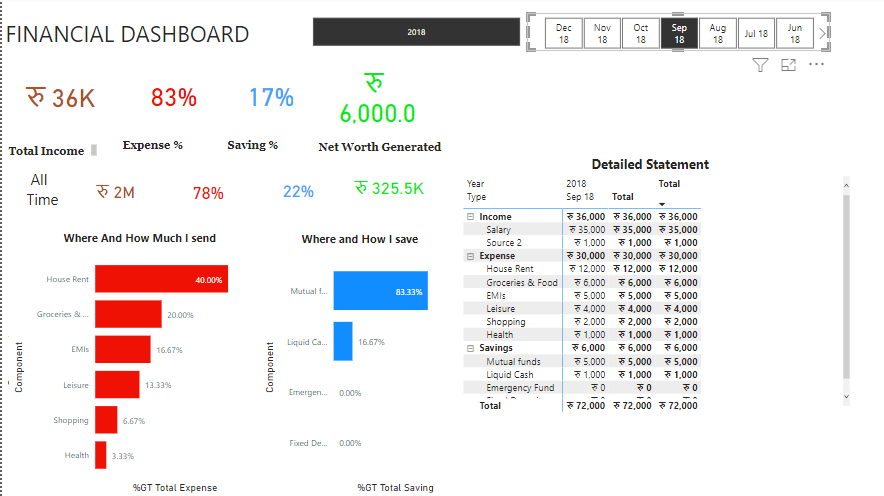 FINANCIAL DASHBOARD
2018
Dec 18 Nov 18 Oct 18 Sep 18 Aug 18 Jul 18 Jun 18
रु 36K 83% 17% रु 6,000.0
Total Income Expense % Saving % Net Worth Generated
All Time रु 2M 78% 22% रु 325.5K
Where And How Much I send
House Rent 40.00%
Groceries &... 20.00%
EMIs 16.67%
Leisure 13.33%
Shopping 6.67%
Health 3.33%
Component
%GT Total Expense
Where and How I save
Mutual f... 83.33%
Liquid Ca... 16.67%
Emergen... 0.00%
Fixed De... 0.00%
Component
%GT Total Saving
Detailed Statement
Year 2018 Total
Type Sep 18 Total
Income रु 36,000 रु 36,000 रु 36,000
Salary रु 35,000 रु 35,000 रु 35,000
Source 2 रु 1,000 रु 1,000 रु 1,000
Expense रु 30,000 रु 30,000 रु 30,000
House Rent रु 12,000 रु 12,000 रु 12,000
Groceries & Food रु 6,000 रु 6,000 रु 6,000
EMIs रु 5,000 रु 5,000 रु 5,000
Leisure रु 4,000 रु 4,000 रु 4,000
Shopping रु 2,000 रु 2,000 रु 2,000
Health रु 1,000 रु 1,000 रु 1,000
Savings रु 6,000 रु 6,000 रु 6,000
Mutual funds रु 5,000 रु 5,000 रु 5,000
Liquid Cash रु 1,000 रु 1,000 रु 1,000
Emergency Fund रु 0 रु 0 रु 0
Total रु 72,000 रु 72,000 रु 72,000